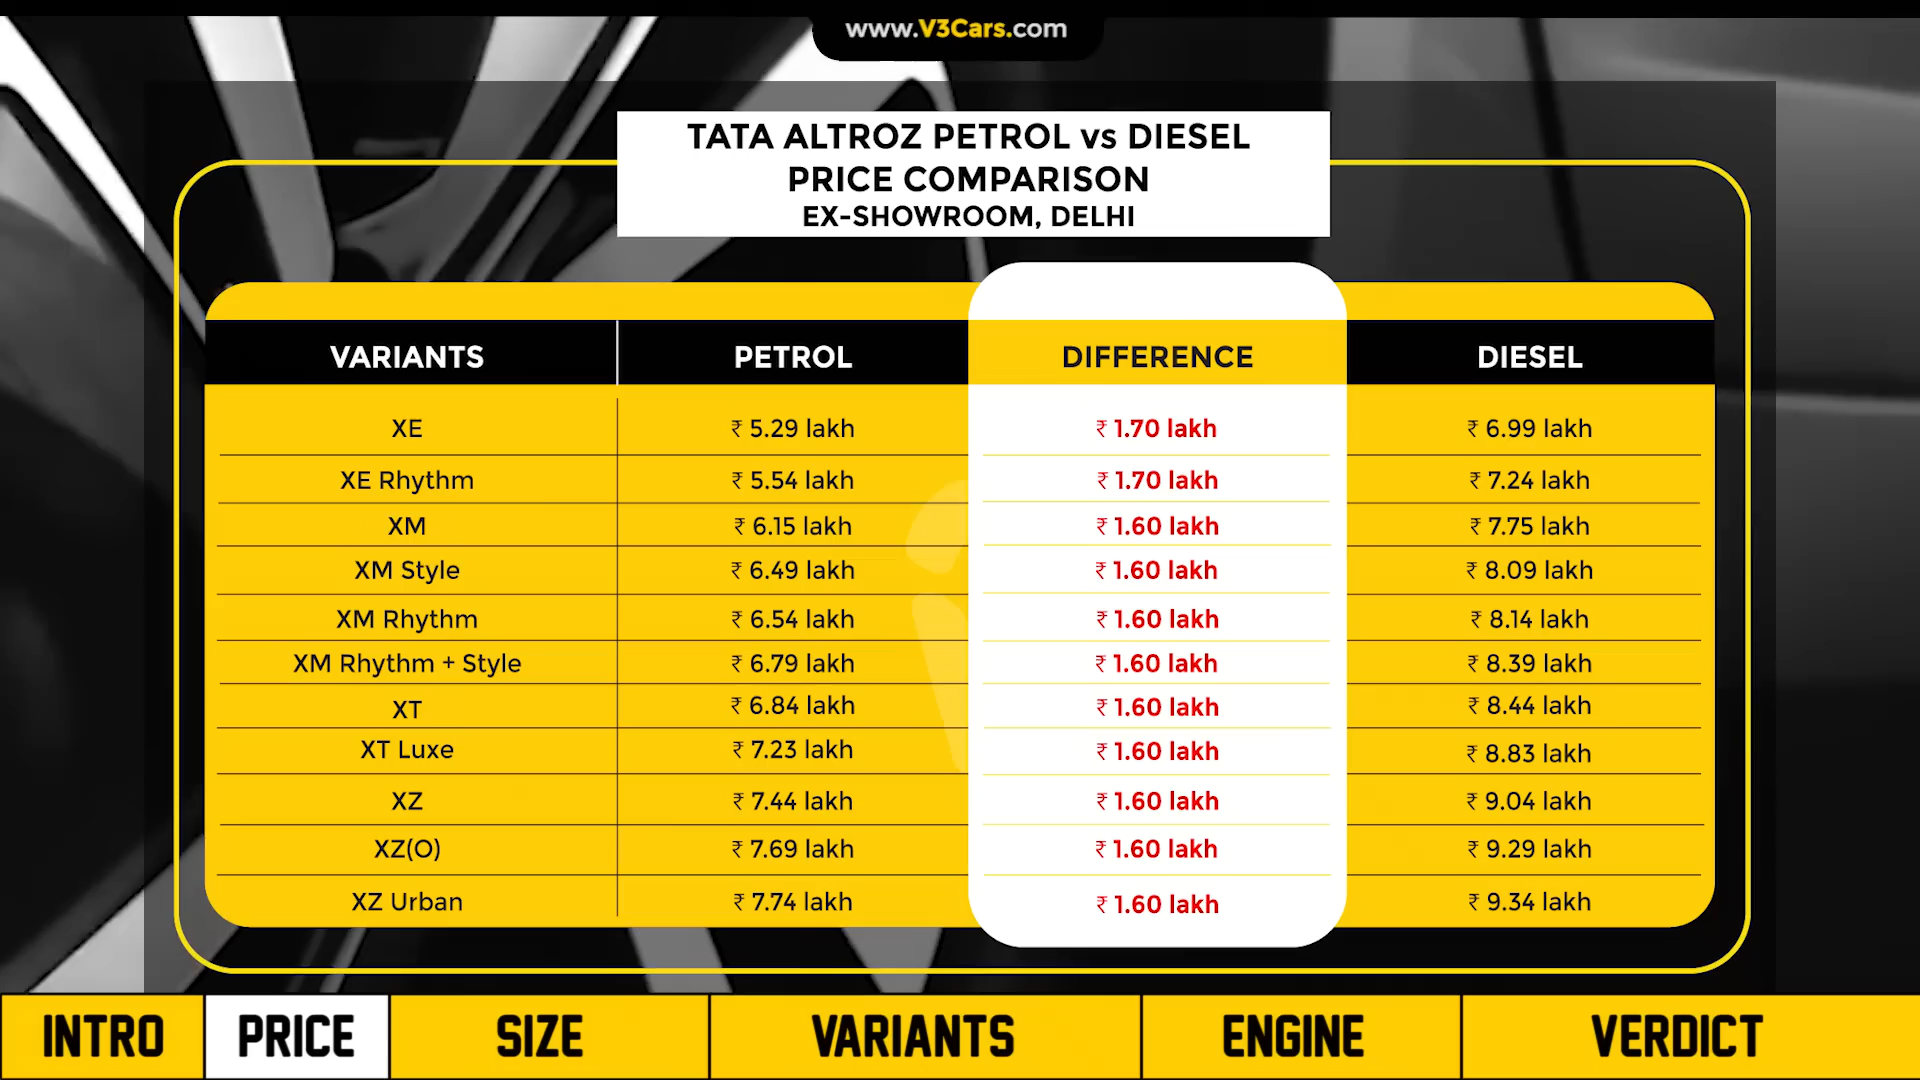 www.V3Cars.com
TATA ALTROZ PETROL vs DIESEL
PRICE COMPARISON
EX-SHOWROOM, DELHI
VARIANTS PETROL DIFFERENCE DIESEL
XE ₹ 5.29 lakh ₹ 1.70 lakh ₹ 6.99 lakh
XE Rhythm ₹ 5.54 lakh ₹ 1.70 lakh ₹ 7.24 lakh
XM ₹ 6.15 lakh ₹ 1.60 lakh ₹ 7.75 lakh
XM Style ₹ 6.49 lakh ₹ 1.60 lakh ₹ 8.09 lakh
XM Rhythm ₹ 6.54 lakh ₹ 1.60 lakh ₹ 8.14 lakh
XM Rhythm + Style ₹ 6.79 lakh ₹ 1.60 lakh ₹ 8.39 lakh
XT ₹ 6.84 lakh ₹ 1.60 lakh ₹ 8.44 lakh
XT Luxe ₹ 7.23 lakh ₹ 1.60 lakh ₹ 8.83 lakh
XZ ₹ 7.44 lakh ₹ 1.60 lakh ₹ 9.04 lakh
XZ(O) ₹ 7.69 lakh ₹ 1.60 lakh ₹ 9.29 lakh
XZ Urban ₹ 7.74 lakh ₹ 1.60 lakh ₹ 9.34 lakh
INTRO PRICE SIZE VARIANTS ENGINE VERDICT